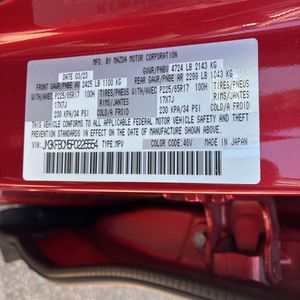 MFD. BY MAZDA MOTOR CORPORATION
DATE 03/23 GVWR/PNBV 4724 LB 2143 KG
FRONT GAWR/PNBE AV 2425 LB 1100 KG REAR GAWR/PNBE AR 2299 LB 1043 KG
WITH/AVEC P225/65R17 100H TIRES/PNEUS WITH/AVEC P225/65R17 100H TIRES/PNEUS
17X7J RIMS/JANTES 17X7J RIMS/JANTES
230 KPA/34 PSI COLD/A FROID 230 KPA/34 PSI COLD/A FROID
THIS VEHICLE CONFORMS TO ALL APPLICABLE FEDERAL MOTOR VEHICLE SAFETY
THEFT PREVENTION STANDARDS IN EFFECT ON THE DATE OF MANUFACTURE SHOWN ABOVE.
VIN: TYPE:MPV
COLOR CODE:46V MADE IN JAPAN